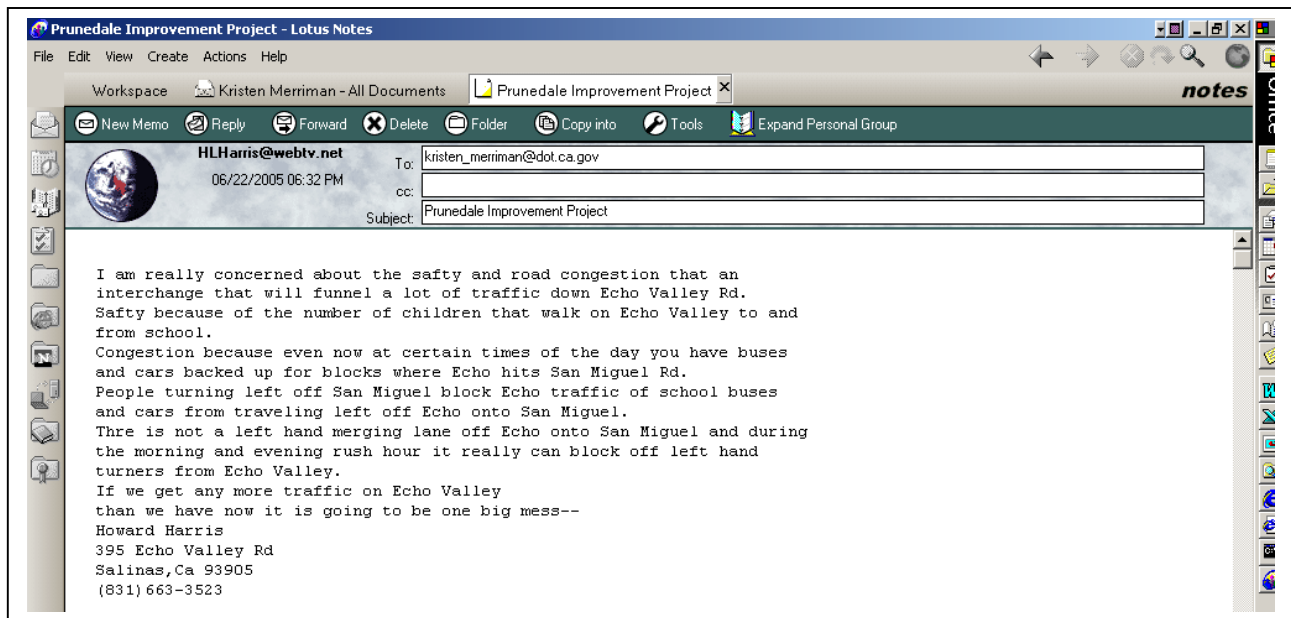 Prunedale Improvement Project - Lotus Notes
File Edit View Create Actions Help
Workspace Kristen Merriman - All Documents Prunedale Improvement Project notes
New Memo Reply Forward Delete Folder Copy into Tools Expand Personal Group
HLHarris@webtv.net
06/22/2005 06:32 PM
To: kristen_merriman@dot.ca.gov
cc:
Subject: Prunedale Improvement Project
I am really concerned about the safty and road congestion that an
interchange that will funnel a lot of traffic down Echo Valley Rd.
Safty because of the number of children that walk on Echo Valley to and
from school.
Congestion because even now at certain times of the day you have buses
and cars backed up for blocks where Echo hits San Miguel Rd.
People turning left off San Miguel block Echo traffic of school buses
and cars from traveling left off Echo onto San Miguel.
Thre is not a left hand merging lane off Echo onto San Miguel and during
the morning and evening rush hour it really can block off left hand
turners from Echo Valley.
If we get any more traffic on Echo Valley
than we have now it is going to be one big mess--
Howard Harris
395 Echo Valley Rd
Salinas,Ca 93905
(831)663-3523